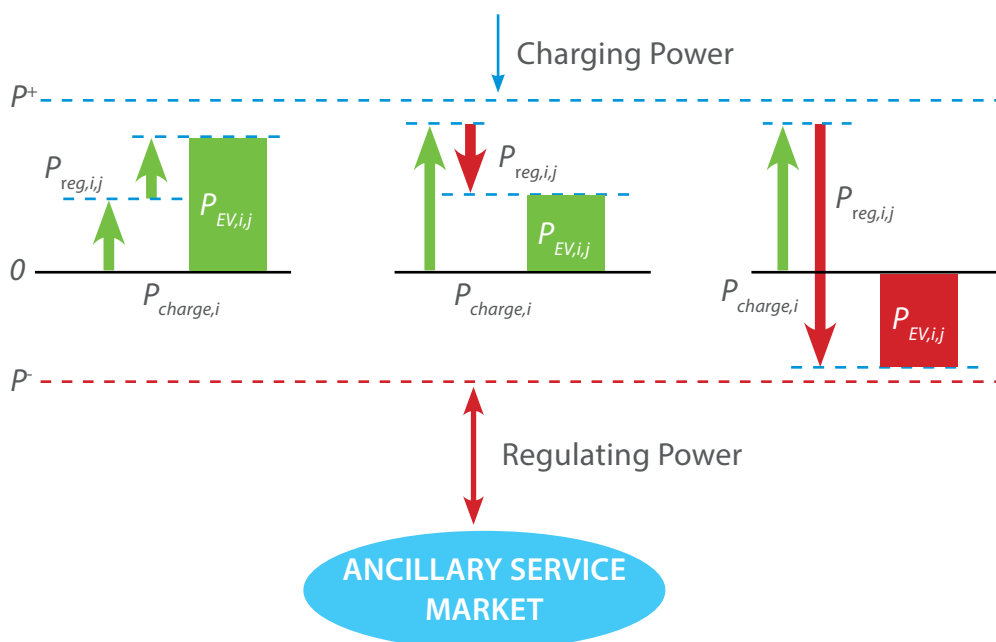 Charging Power
P+
Preg,i,j
PEV,i,j
Preg,i,j
PEV,i,j
Preg,i,j
0
Pcharge,i
Pcharge,i
Pcharge,i
PEV,i,j
P-
Regulating Power
ANCILLARY SERVICE
MARKET